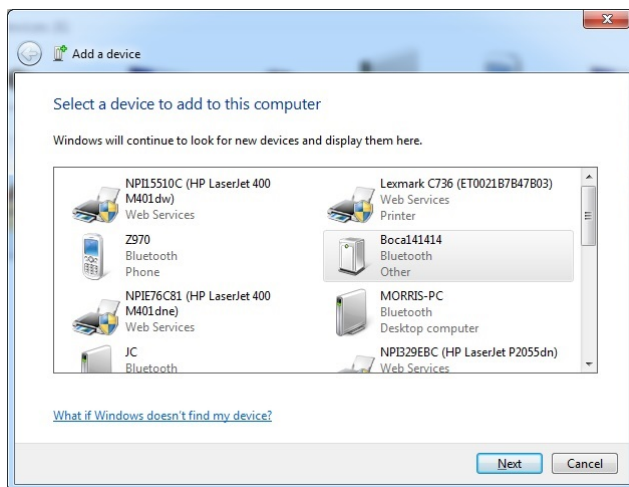 Add a device
Select a device to add to this computer
Windows will continue to look for new devices and display them here.
NPI15510C (HP LaserJet 400
M401dw)
Web Services
Lexmark C736 (ET0021B7B47B03)
Web Services
Printer
Z970
Bluetooth
Phone
Boca141414
Bluetooth
Other
NPIE76C81 (HP LaserJet 400
M401dne)
Web Services
MORRIS-PC
Bluetooth
Desktop computer
JC
Bluetooth
NPI329EBC (HP LaserJet P2055dn)
Web Services
What if Windows doesn't find my device?
Next
Cancel